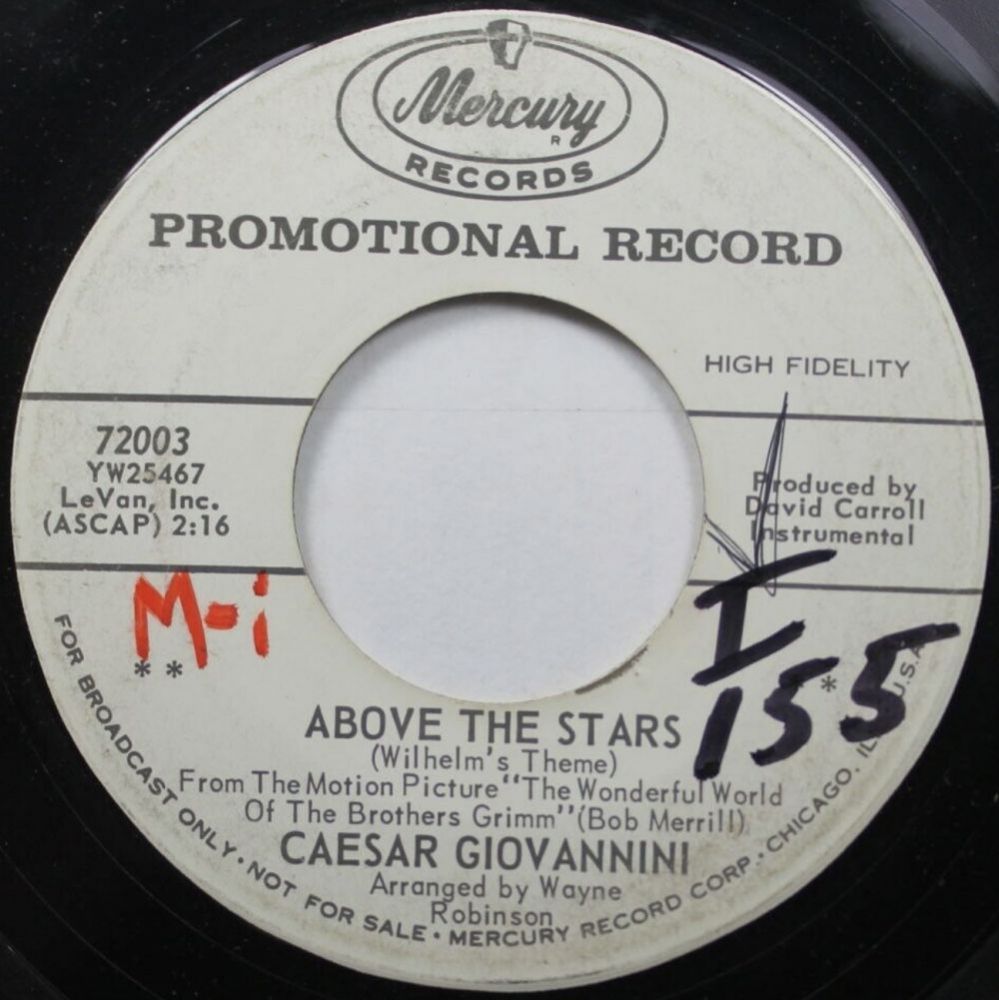 Mercury
R
RECORDS
PROMOTIONAL RECORD
HIGH FIDELITY
72003
YW25467
LeVan, Inc.
(ASCAP) 2:16
Produced by
David Carroll
Instrumental
M-i
I
155
** *
ABOVE THE STARS
(Wilhelm's Theme)
From The Motion Picture "The Wonderful World
Of The Brothers Grimm" (Bob Merrill)
CAESAR GIOVANNINI
Arranged by Wayne
Robinson
FOR BROADCAST ONLY • NOT FOR SALE • MERCURY RECORD CORP. • CHICAGO, ILL. U.S.A.